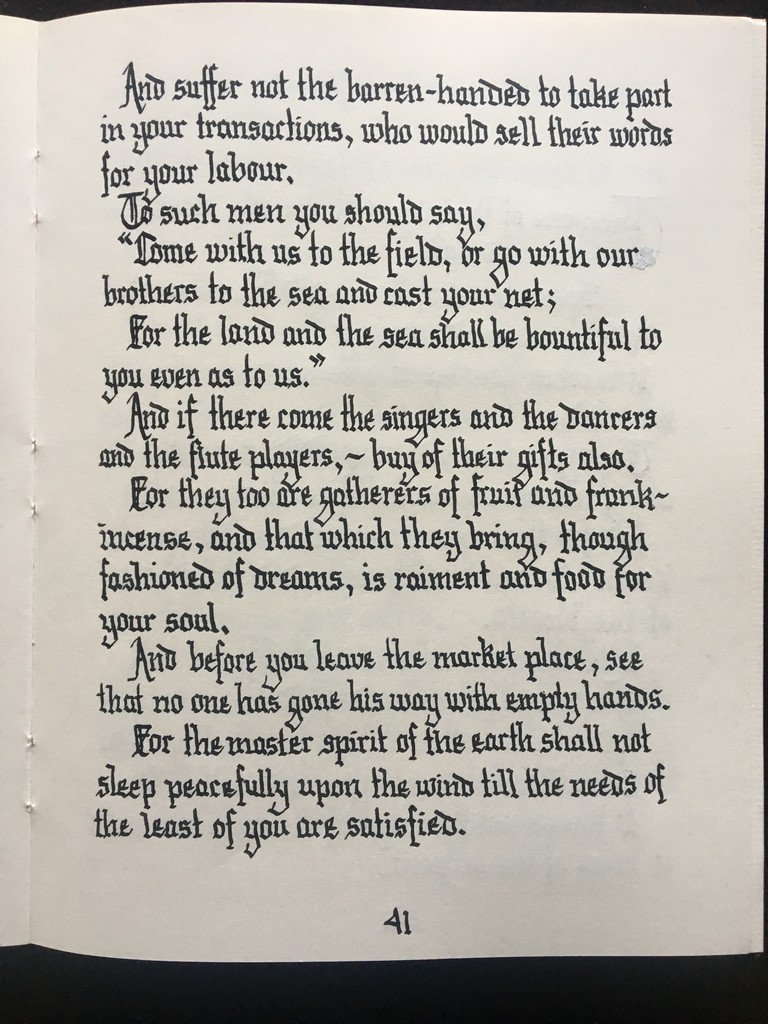 And suffer not the barren-handed to take part
in your transactions, who would sell their words
for your labour.
To such men you should say,
“Come with us to the field, or go with our
brothers to the sea and cast your net;
For the land and the sea shall be bountiful to
you even as to us.”
And if there come the singers and the dancers
and the flute players,~ buy of their gifts also.
For they too are gatherers of fruit and frank~
incense, and that which they bring, though
fashioned of dreams, is raiment and food for
your soul.
And before you leave the market place, see
that no one has gone his way with empty hands.
For the master spirit of the earth shall not
sleep peacefully upon the wind till the needs of
the least of you are satisfied.
41